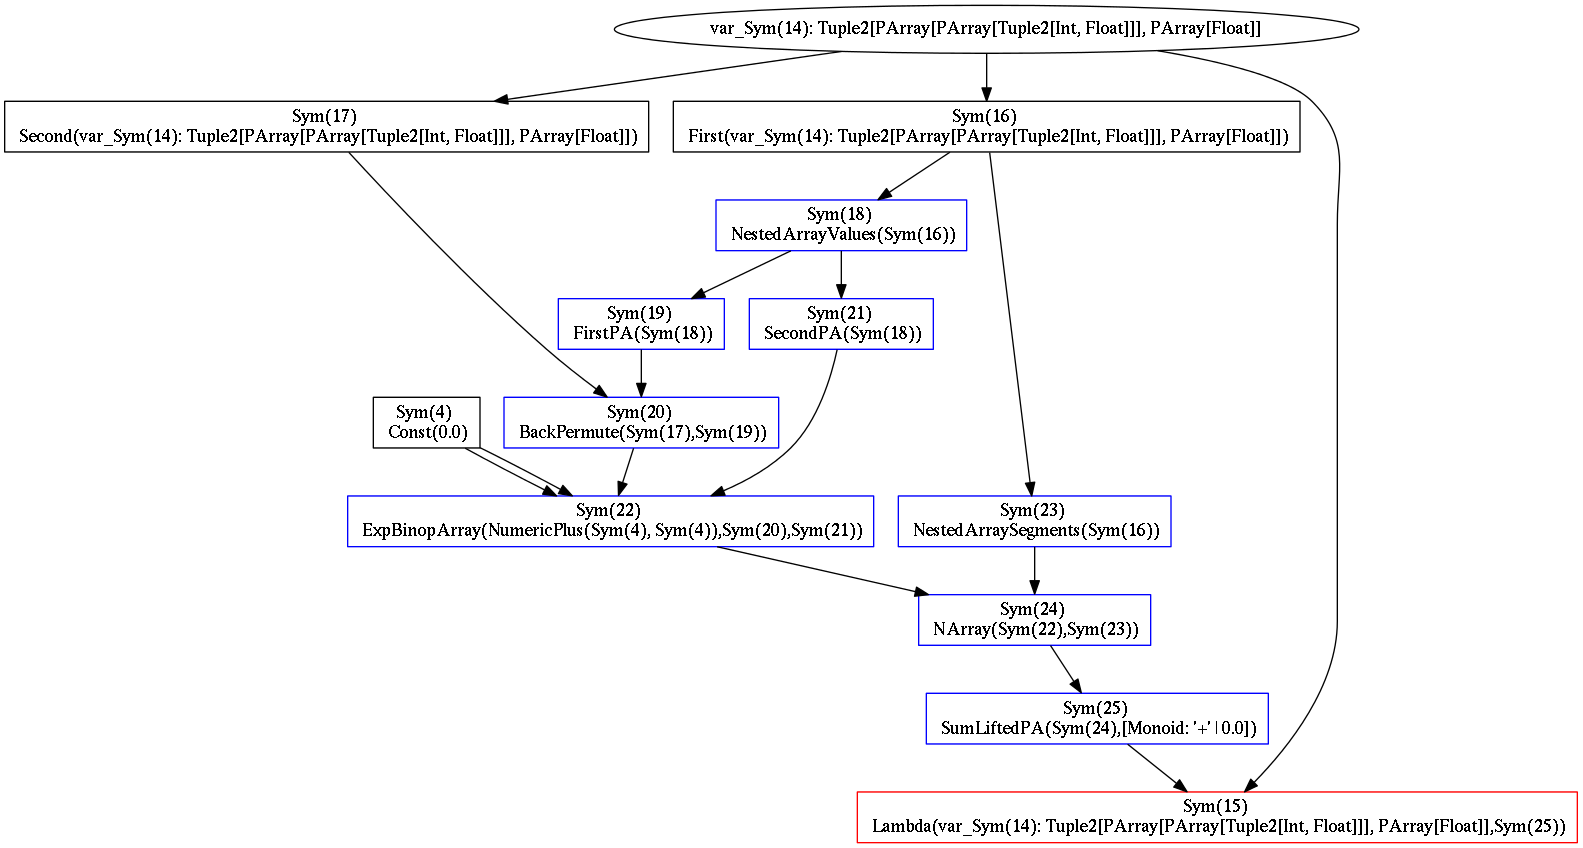 var_Sym(14): Tuple2[PArray[PArray[Tuple2[Int, Float]]], PArray[Float]]
Sym(17)
Second(var_Sym(14): Tuple2[PArray[PArray[Tuple2[Int, Float]]], PArray[Float]])
Sym(16)
First(var_Sym(14): Tuple2[PArray[PArray[Tuple2[Int, Float]]], PArray[Float]])
Sym(18)
NestedArrayValues(Sym(16))
Sym(19)
FirstPA(Sym(18))
Sym(21)
SecondPA(Sym(18))
Sym(4)
Const(0.0)
Sym(20)
BackPermute(Sym(17),Sym(19))
Sym(22)
ExpBinopArray(NumericPlus(Sym(4), Sym(4)),Sym(20),Sym(21))
Sym(23)
NestedArraySegments(Sym(16))
Sym(24)
NArray(Sym(22),Sym(23))
Sym(25)
SumLiftedPA(Sym(24),[Monoid: '+' | 0.0])
Sym(15)
Lambda(var_Sym(14): Tuple2[PArray[PArray[Tuple2[Int, Float]]], PArray[Float]],Sym(25))